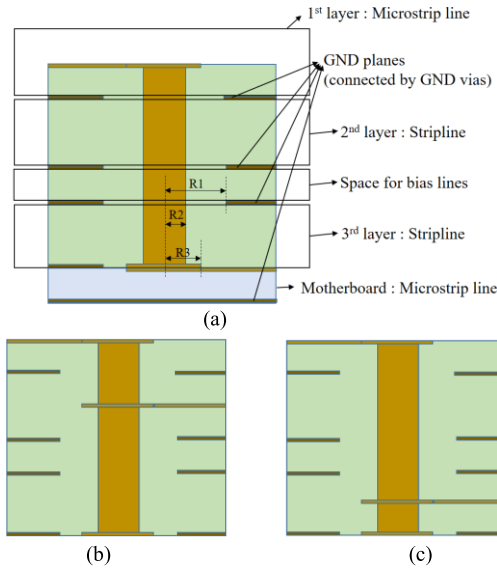 1st layer : Microstrip line
GND planes
(connected by GND vias)
2nd layer : Stripline
Space for bias lines
R1
R2
R3
3rd layer : Stripline
Motherboard : Microstrip line
(a)
(b)
(c)